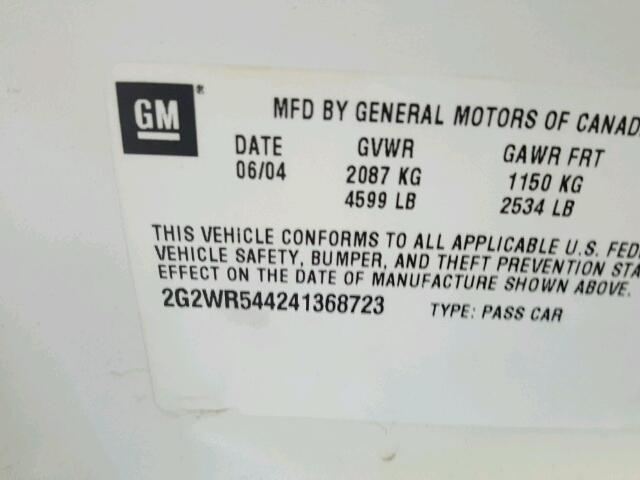 GM ®
MFD BY GENERAL MOTORS OF CANAD
DATE GVWR GAWR FRT
06/04 2087 KG 1150 KG
4599 LB 2534 LB
THIS VEHICLE CONFORMS TO ALL APPLICABLE U.S. FED
VEHICLE SAFETY, BUMPER, AND THEFT PREVENTION STA
EFFECT ON THE DATE OF MANUFACTURE SHOWN ABOVE.
2G2WR544241368723 TYPE: PASS CAR